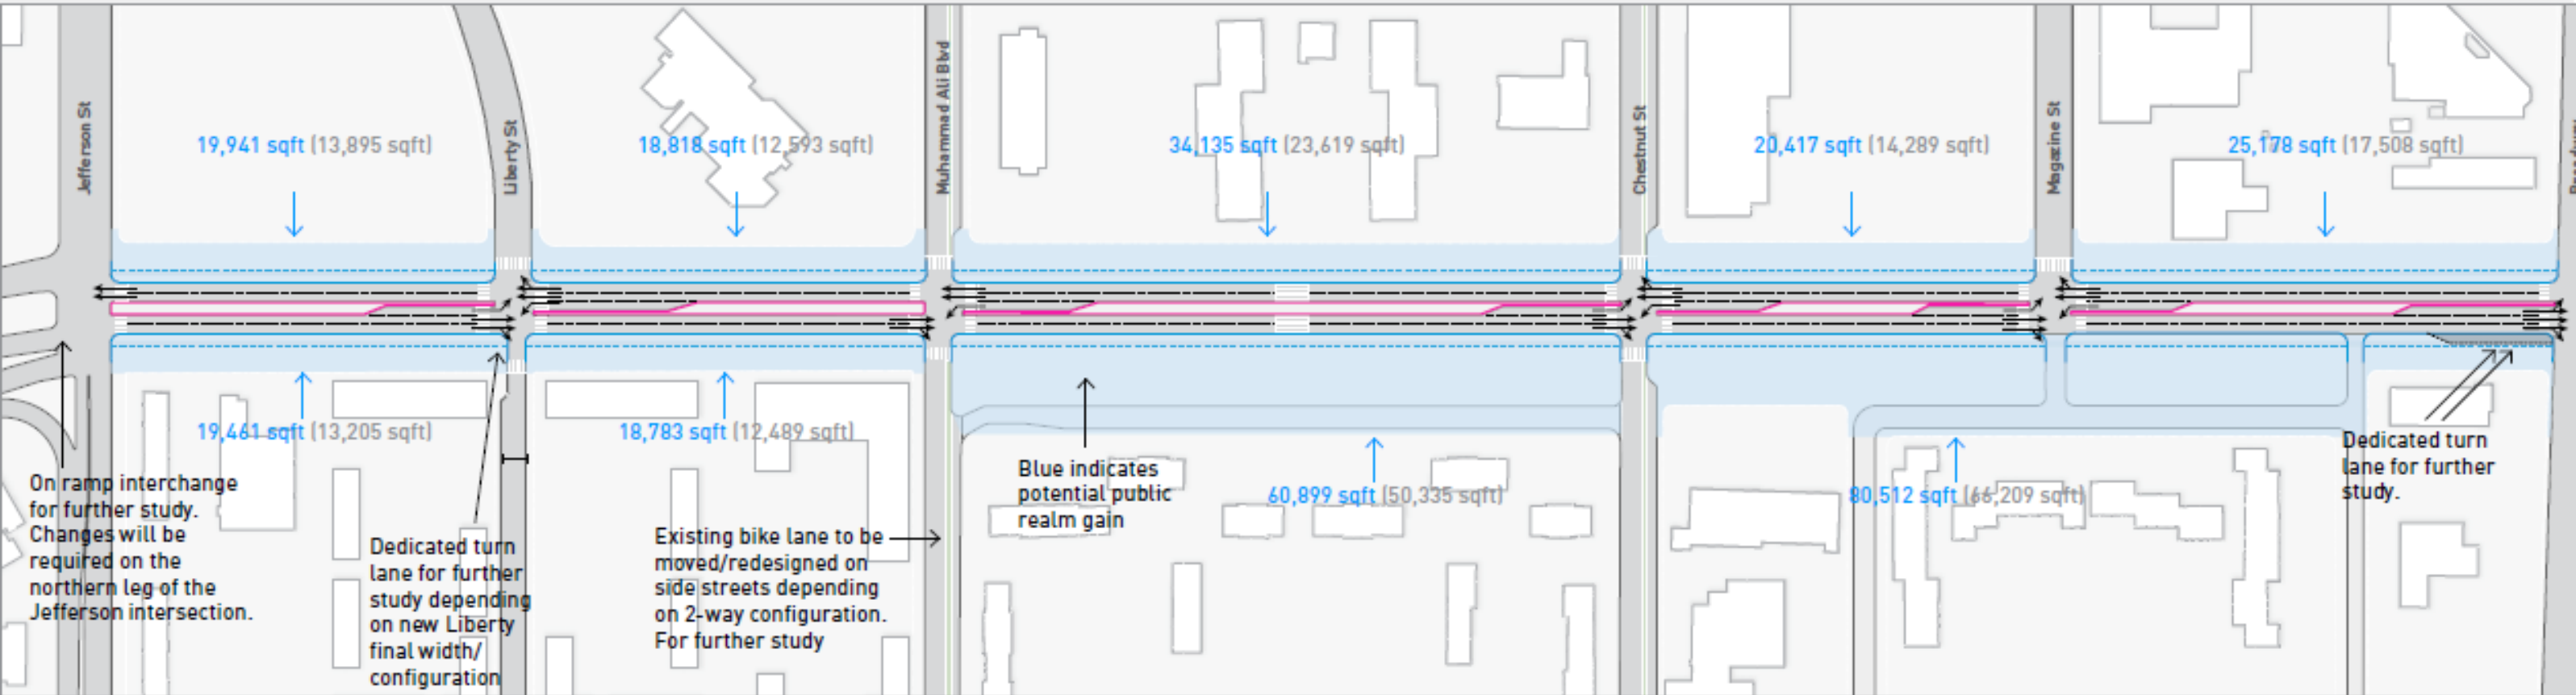 Jefferson St
Liberty St
Muhammad Ali Blvd
Chestnut St
Magazine St
19,941 sqft (13,895 sqft)
18,818 sqft (12,593 sqft)
34,135 sqft (23,619 sqft)
20,417 sqft (14,289 sqft)
25,178 sqft (17,508 sqft)
19,461 sqft (13,205 sqft)
18,783 sqft (12,489 sqft)
60,899 sqft (50,335 sqft)
80,512 sqft (66,209 sqft)
On ramp interchange
for further study.
Changes will be
required on the
northern leg of the
Jefferson intersection.
Dedicated turn
lane for further
study depending
on new Liberty
final width/
configuration
Existing bike lane to be
moved/redesigned on
side streets depending
on 2-way configuration.
For further study
Blue indicates
potential public
realm gain
Dedicated turn
lane for further
study.